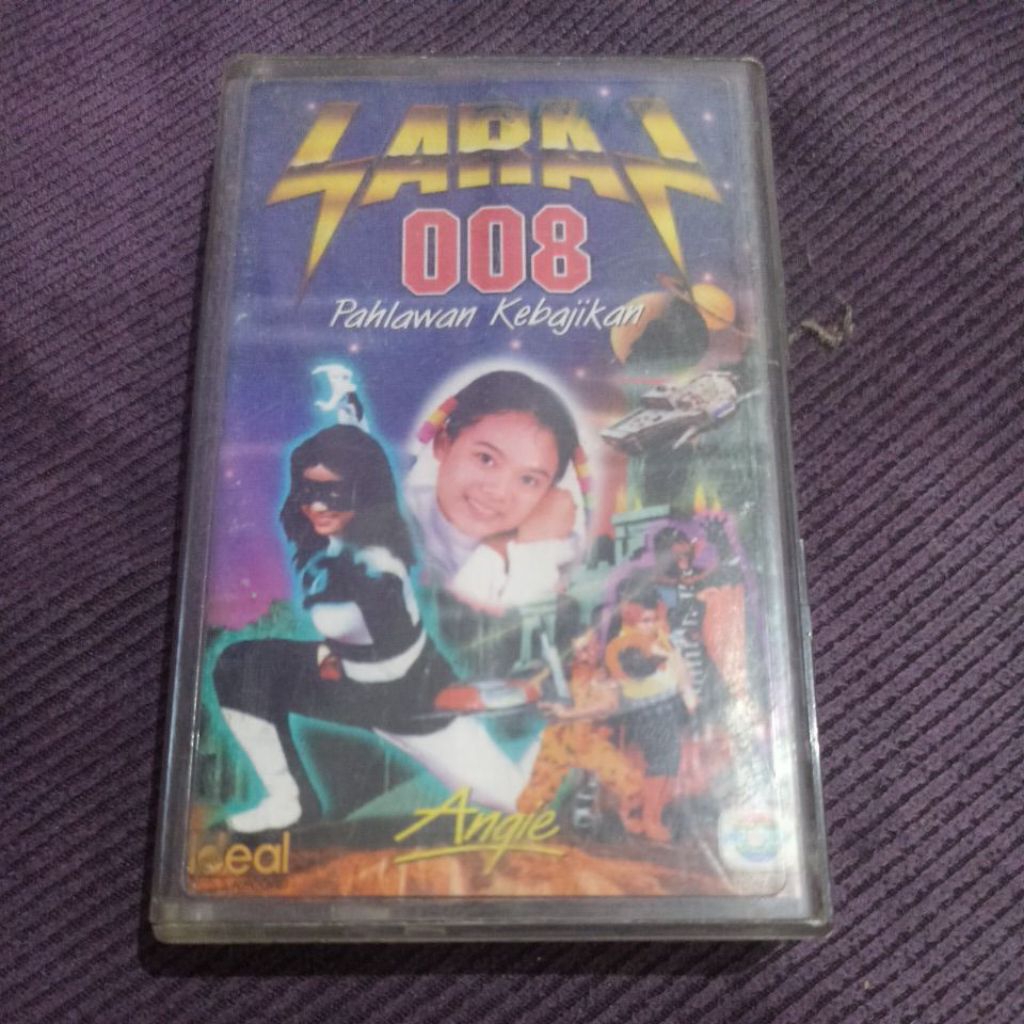 SARAS
008
Pahlawan Kebajikan
Angie
Ideal